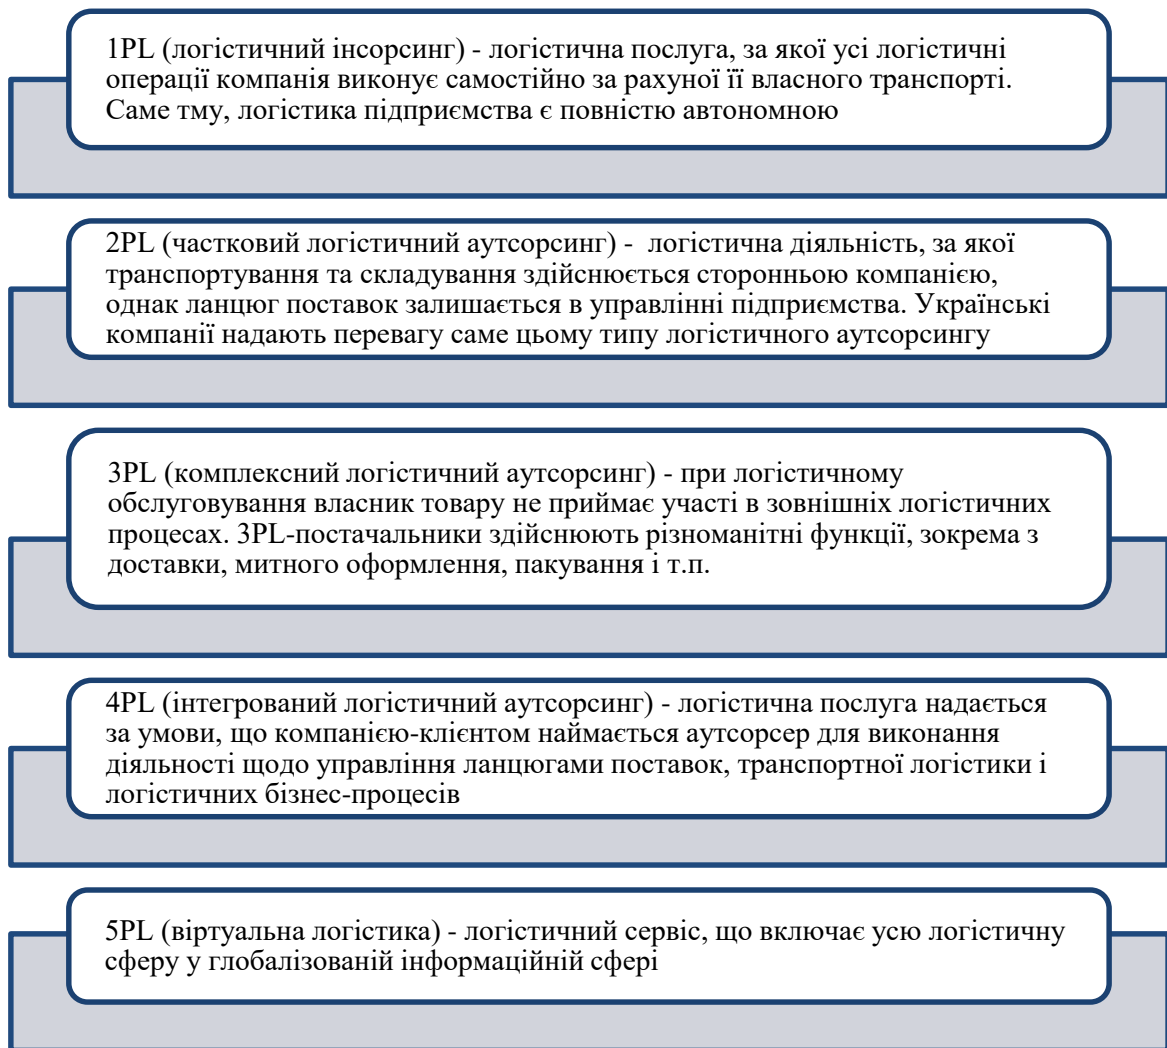 1PL (логістичний інсорсинг) - логістична послуга, за якої усі логістичні
операції компанія виконує самостійно за рахуної її власного транспорті.
Саме тму, логістика підприємства є повністю автономною
2PL (частковий логістичний аутсорсинг) - логістична діяльність, за якої
транспортування та складування здійснюється сторонньою компанією,
однак ланцюг поставок залишається в управлінні підприємства. Українські
компанії надають перевагу саме цьому типу логістичного аутсорсингу
3PL (комплексний логістичний аутсорсинг) - при логістичному
обслуговування власник товару не приймає участі в зовнішніх логістичних
процесах. 3PL-постачальники здійснюють різноманітні функції, зокрема з
доставки, митного оформлення, пакування і т.п.
4PL (інтегрований логістичний аутсорсинг) - логістична послуга надається
за умови, що компанією-клієнтом наймається аутсорсер для виконання
діяльності щодо управління ланцюгами поставок, транспортної логістики і
логістичних бізнес-процесів
5PL (віртуальна логістика) - логістичний сервіс, що включає усю логістичну
сферу у глобалізованій інформаційній сфері